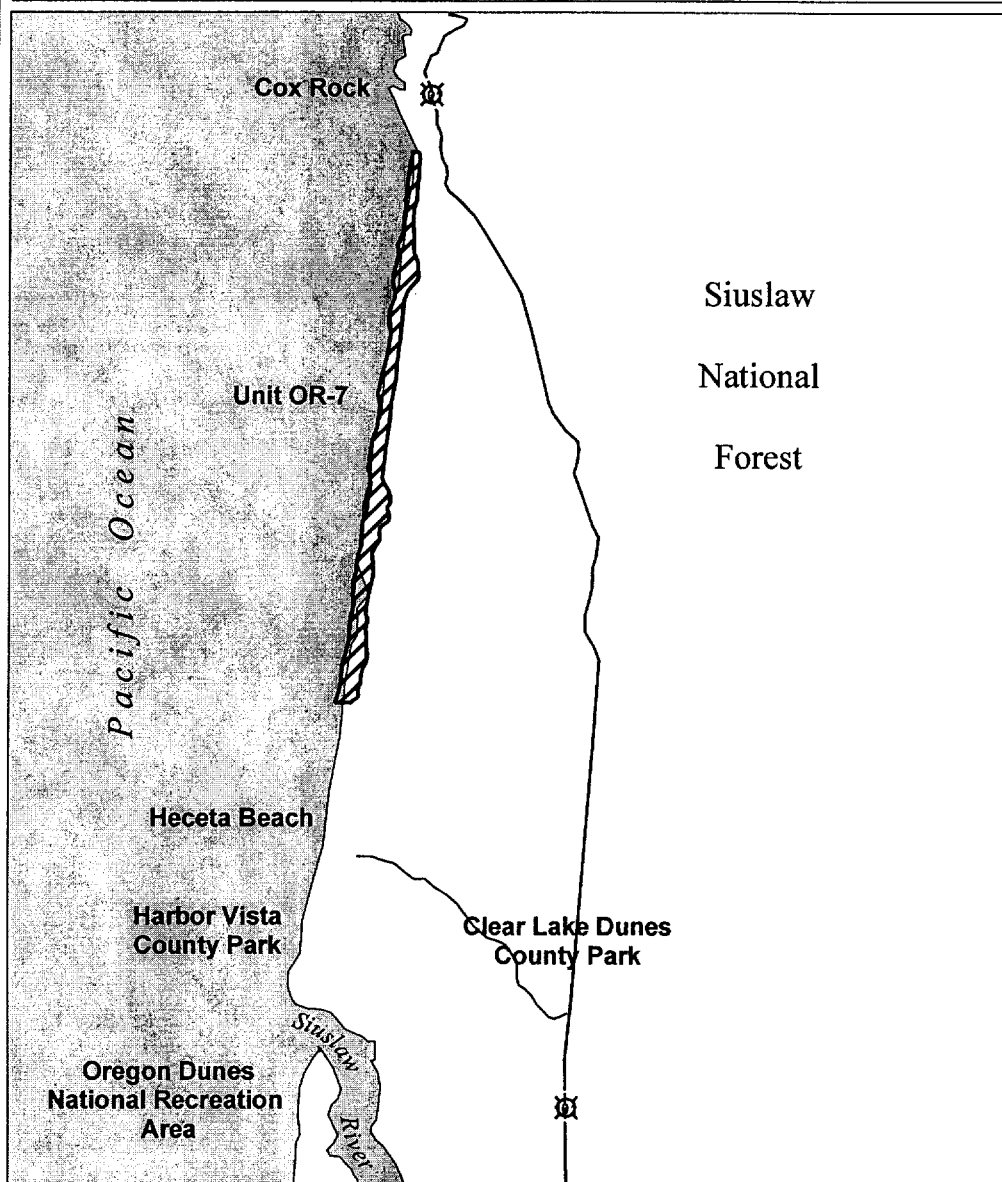 Cox Rock
Siuslaw
National
Forest
Unit OR-7
Pacific Ocean
Heceta Beach
Harbor Vista
County Park
Clear Lake Dunes
County Park
Siuslaw
River
Oregon Dunes
National Recreation
Area